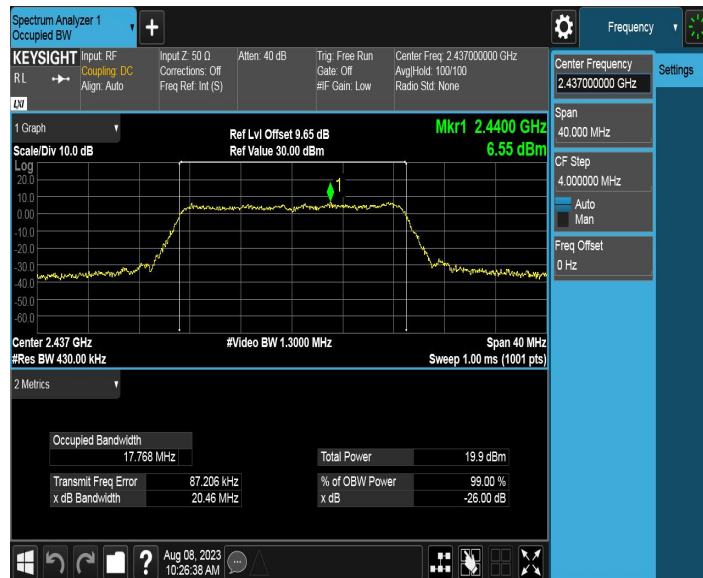 Spectrum Analyzer 1
Occupied BW
Frequency
KEYSIGHT
Input: RF
Coupling: DC
Align: Auto
Input Z: 50 Ω
Corrections: Off
Freq Ref: Int (S)
Atten: 40 dB
Trig: Free Run
Gate: Off
#IF Gain: Low
Center Freq: 2.437000000 GHz
Avg|Hold: 100/100
Radio Std: None
RL
LXI
Center Frequency
2.437000000 GHz
Settings
Span
40.000 MHz
CF Step
4.000000 MHz
Auto
Man
Freq Offset
0 Hz
1 Graph
Scale/Div 10.0 dB
Ref Lvl Offset 9.65 dB
Ref Value 30.00 dBm
Mkr1 2.4400 GHz
6.55 dBm
Log
20.0
10.0
0.00
-10.0
-20.0
-30.0
-40.0
-50.0
-60.0
1
Center 2.437 GHz
#Res BW 430.00 kHz
#Video BW 1.3000 MHz
Span 40 MHz
Sweep 1.00 ms (1001 pts)
2 Metrics
Occupied Bandwidth
17.768 MHz
Total Power 19.9 dBm
Transmit Freq Error 87.206 kHz
% of OBW Power 99.00 %
x dB Bandwidth 20.46 MHz
x dB -26.00 dB
?
Aug 08, 2023
10:26:38 AM